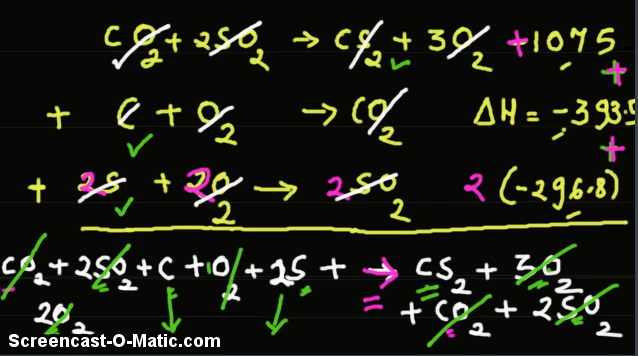 CO₂ + 2SO₂ → CS₂ + 3O₂ +1075
+
+ C + O₂ → CO₂ ΔH = -393.5
+
+ 2S + 2O₂ → 2SO₂ 2 (-296.8)
CO₂ + 2SO₂ + C + 1O₂ + 2S + → CS₂ + 3O₂
2O₂ = + CO₂ + 2SO₂
Screencast-O-Matic.com